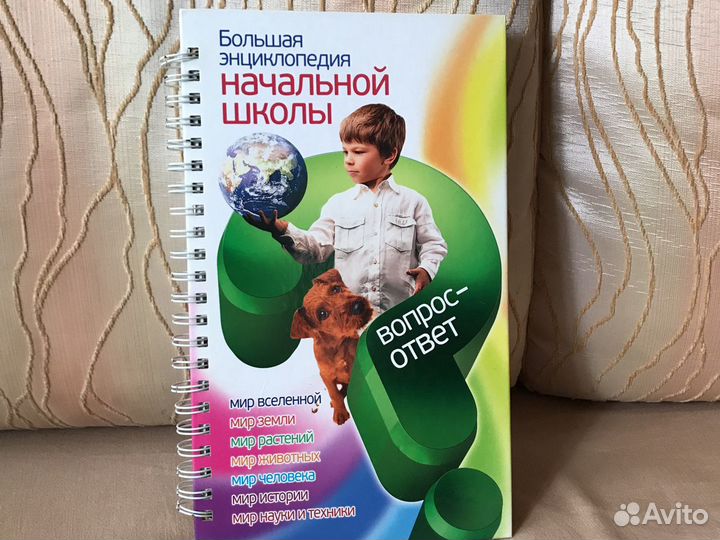 Большая
энциклопедия
начальной
школы
вопрос-
ответ
мир вселенной
мир земли
мир растений
мир животных
мир человека
мир истории
мир науки и техники
Avito